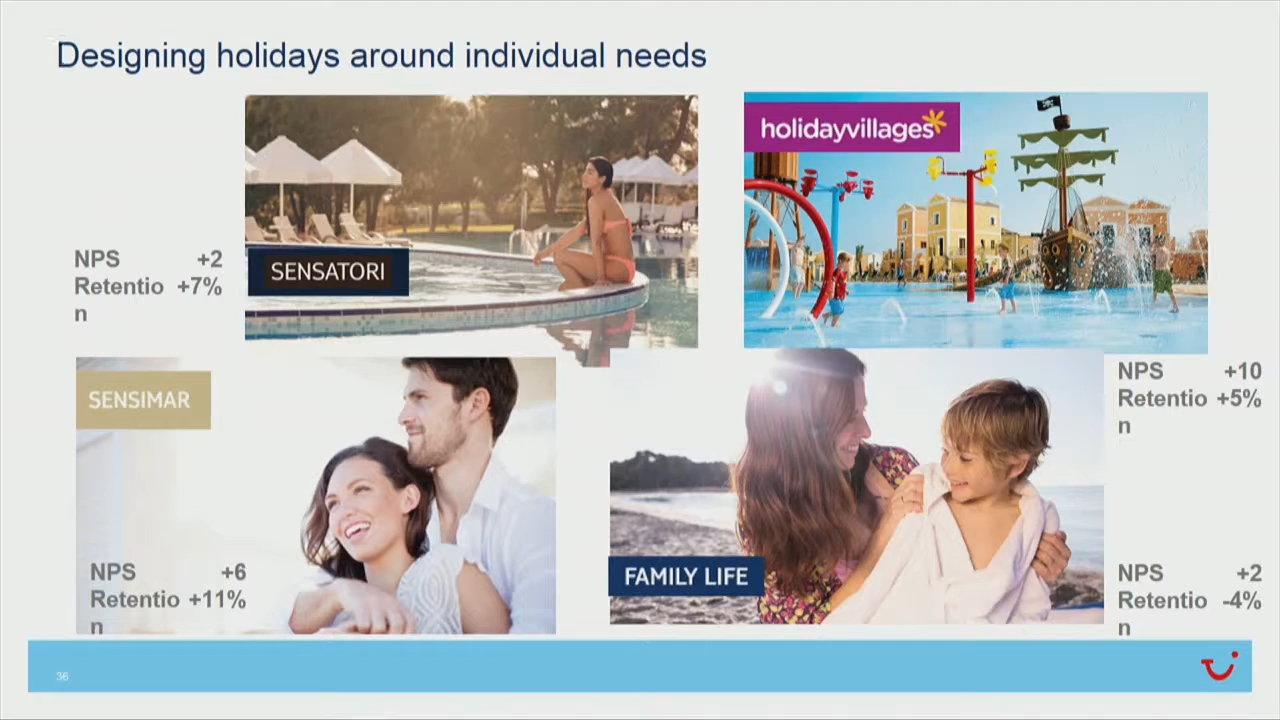 Designing holidays around individual needs
holidayvillages
NPS +2
Retentio +7%
n
SENSATORI
SENSIMAR
NPS +10
Retentio +5%
n
NPS +6
Retentio +11%
n
FAMILY LIFE
NPS +2
Retentio -4%
n
36